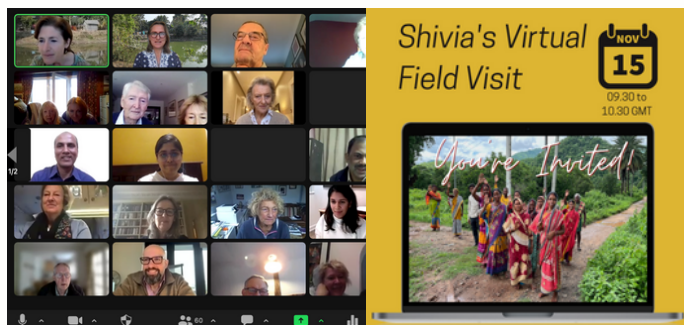 1/2
60
Shivia's Virtual
Field Visit
NOV
15
09.30 to
10.30 GMT
You're Invited!